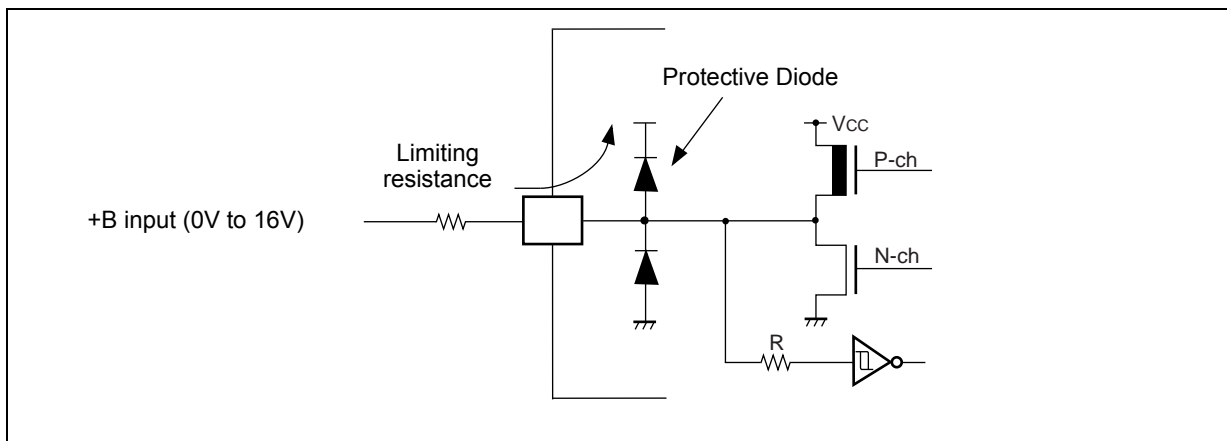 Protective Diode
Limiting
resistance
+B input (0V to 16V)
VCC
P-ch
N-ch
R